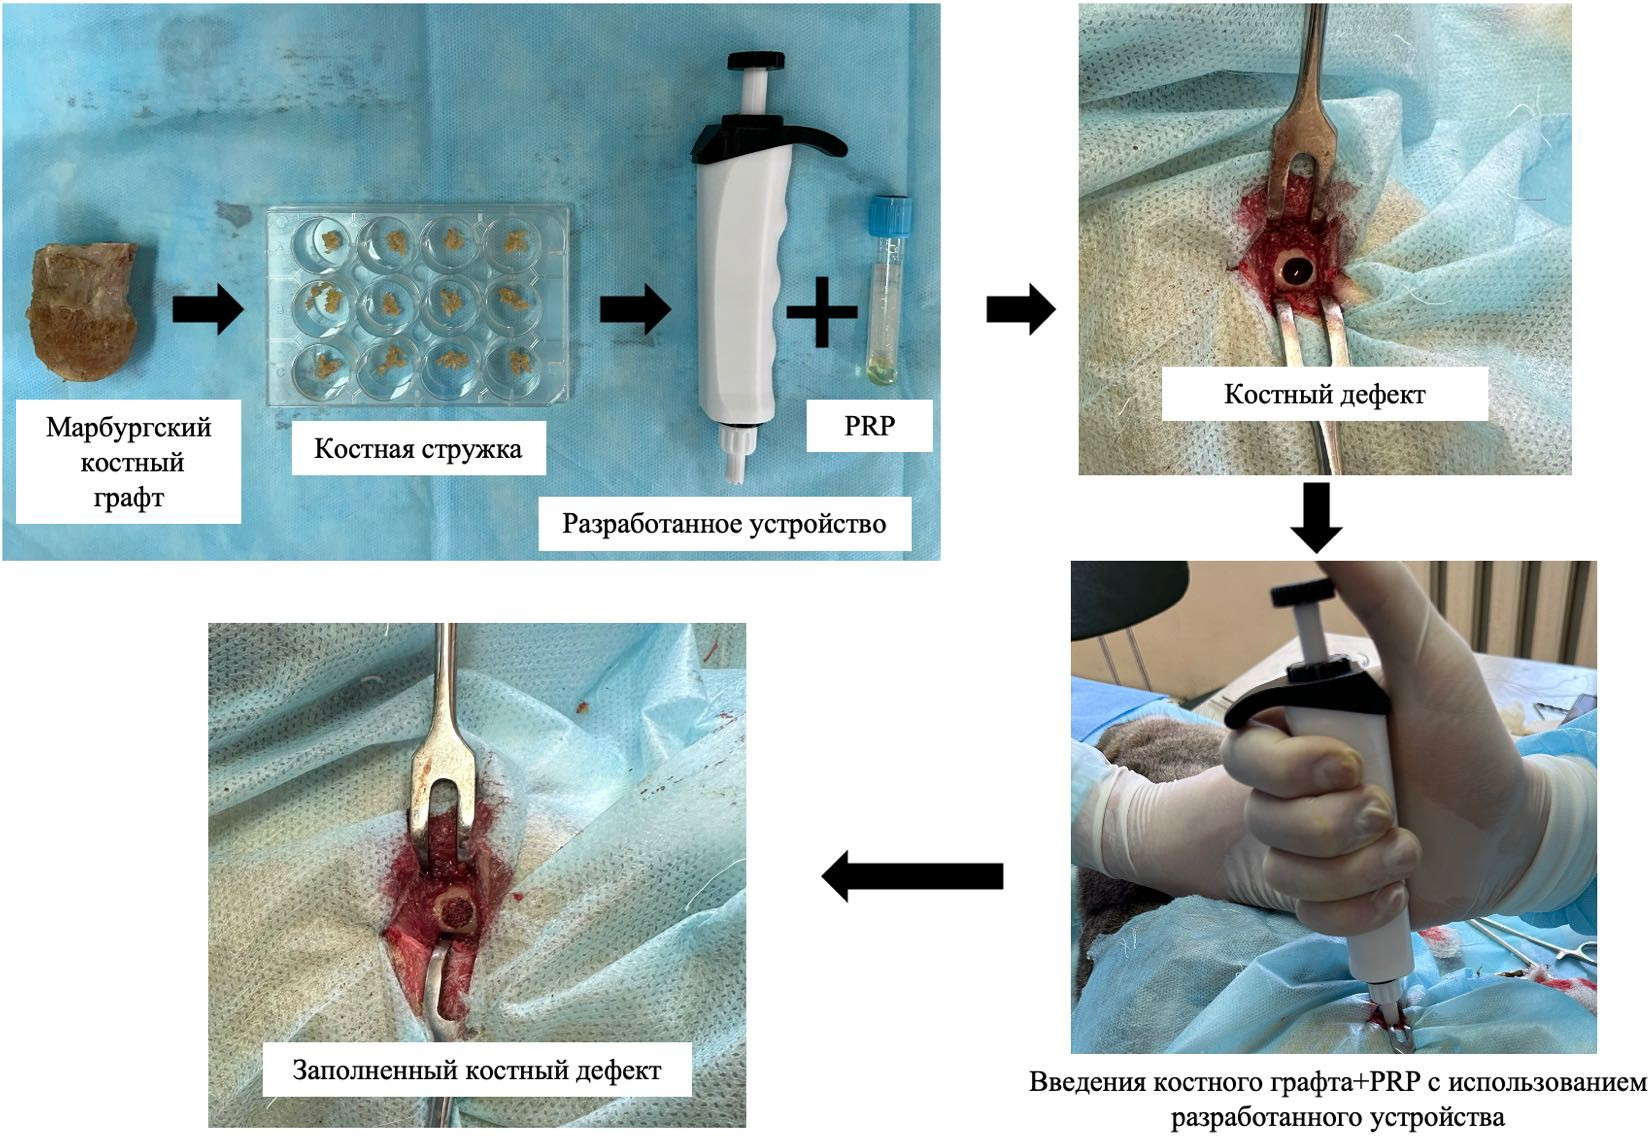 Марбургский
костный
графт
Костная стружка
Разработанное устройство
PRP
Костный дефект
Введения костного графта+PRP с использованием
разработанного устройства
Заполненный костный дефект